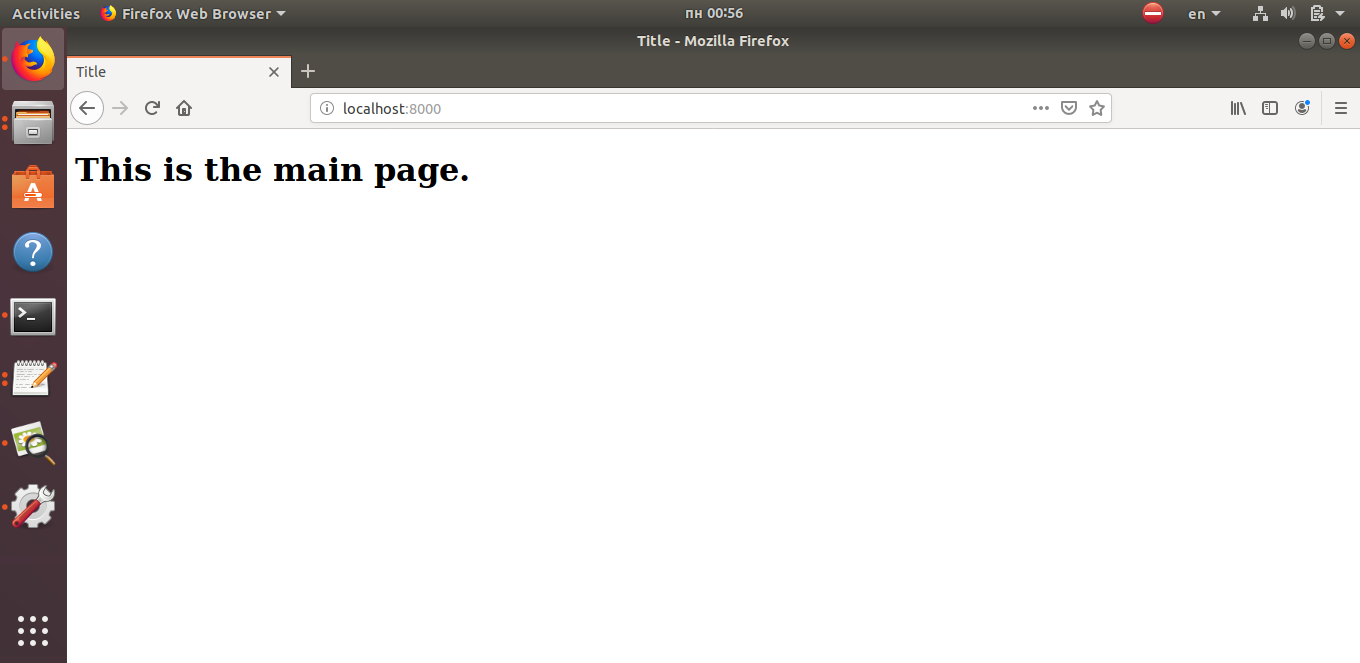 Activities Firefox Web Browser пн 00:56 en
Title - Mozilla Firefox
Title
localhost:8000
This is the main page.